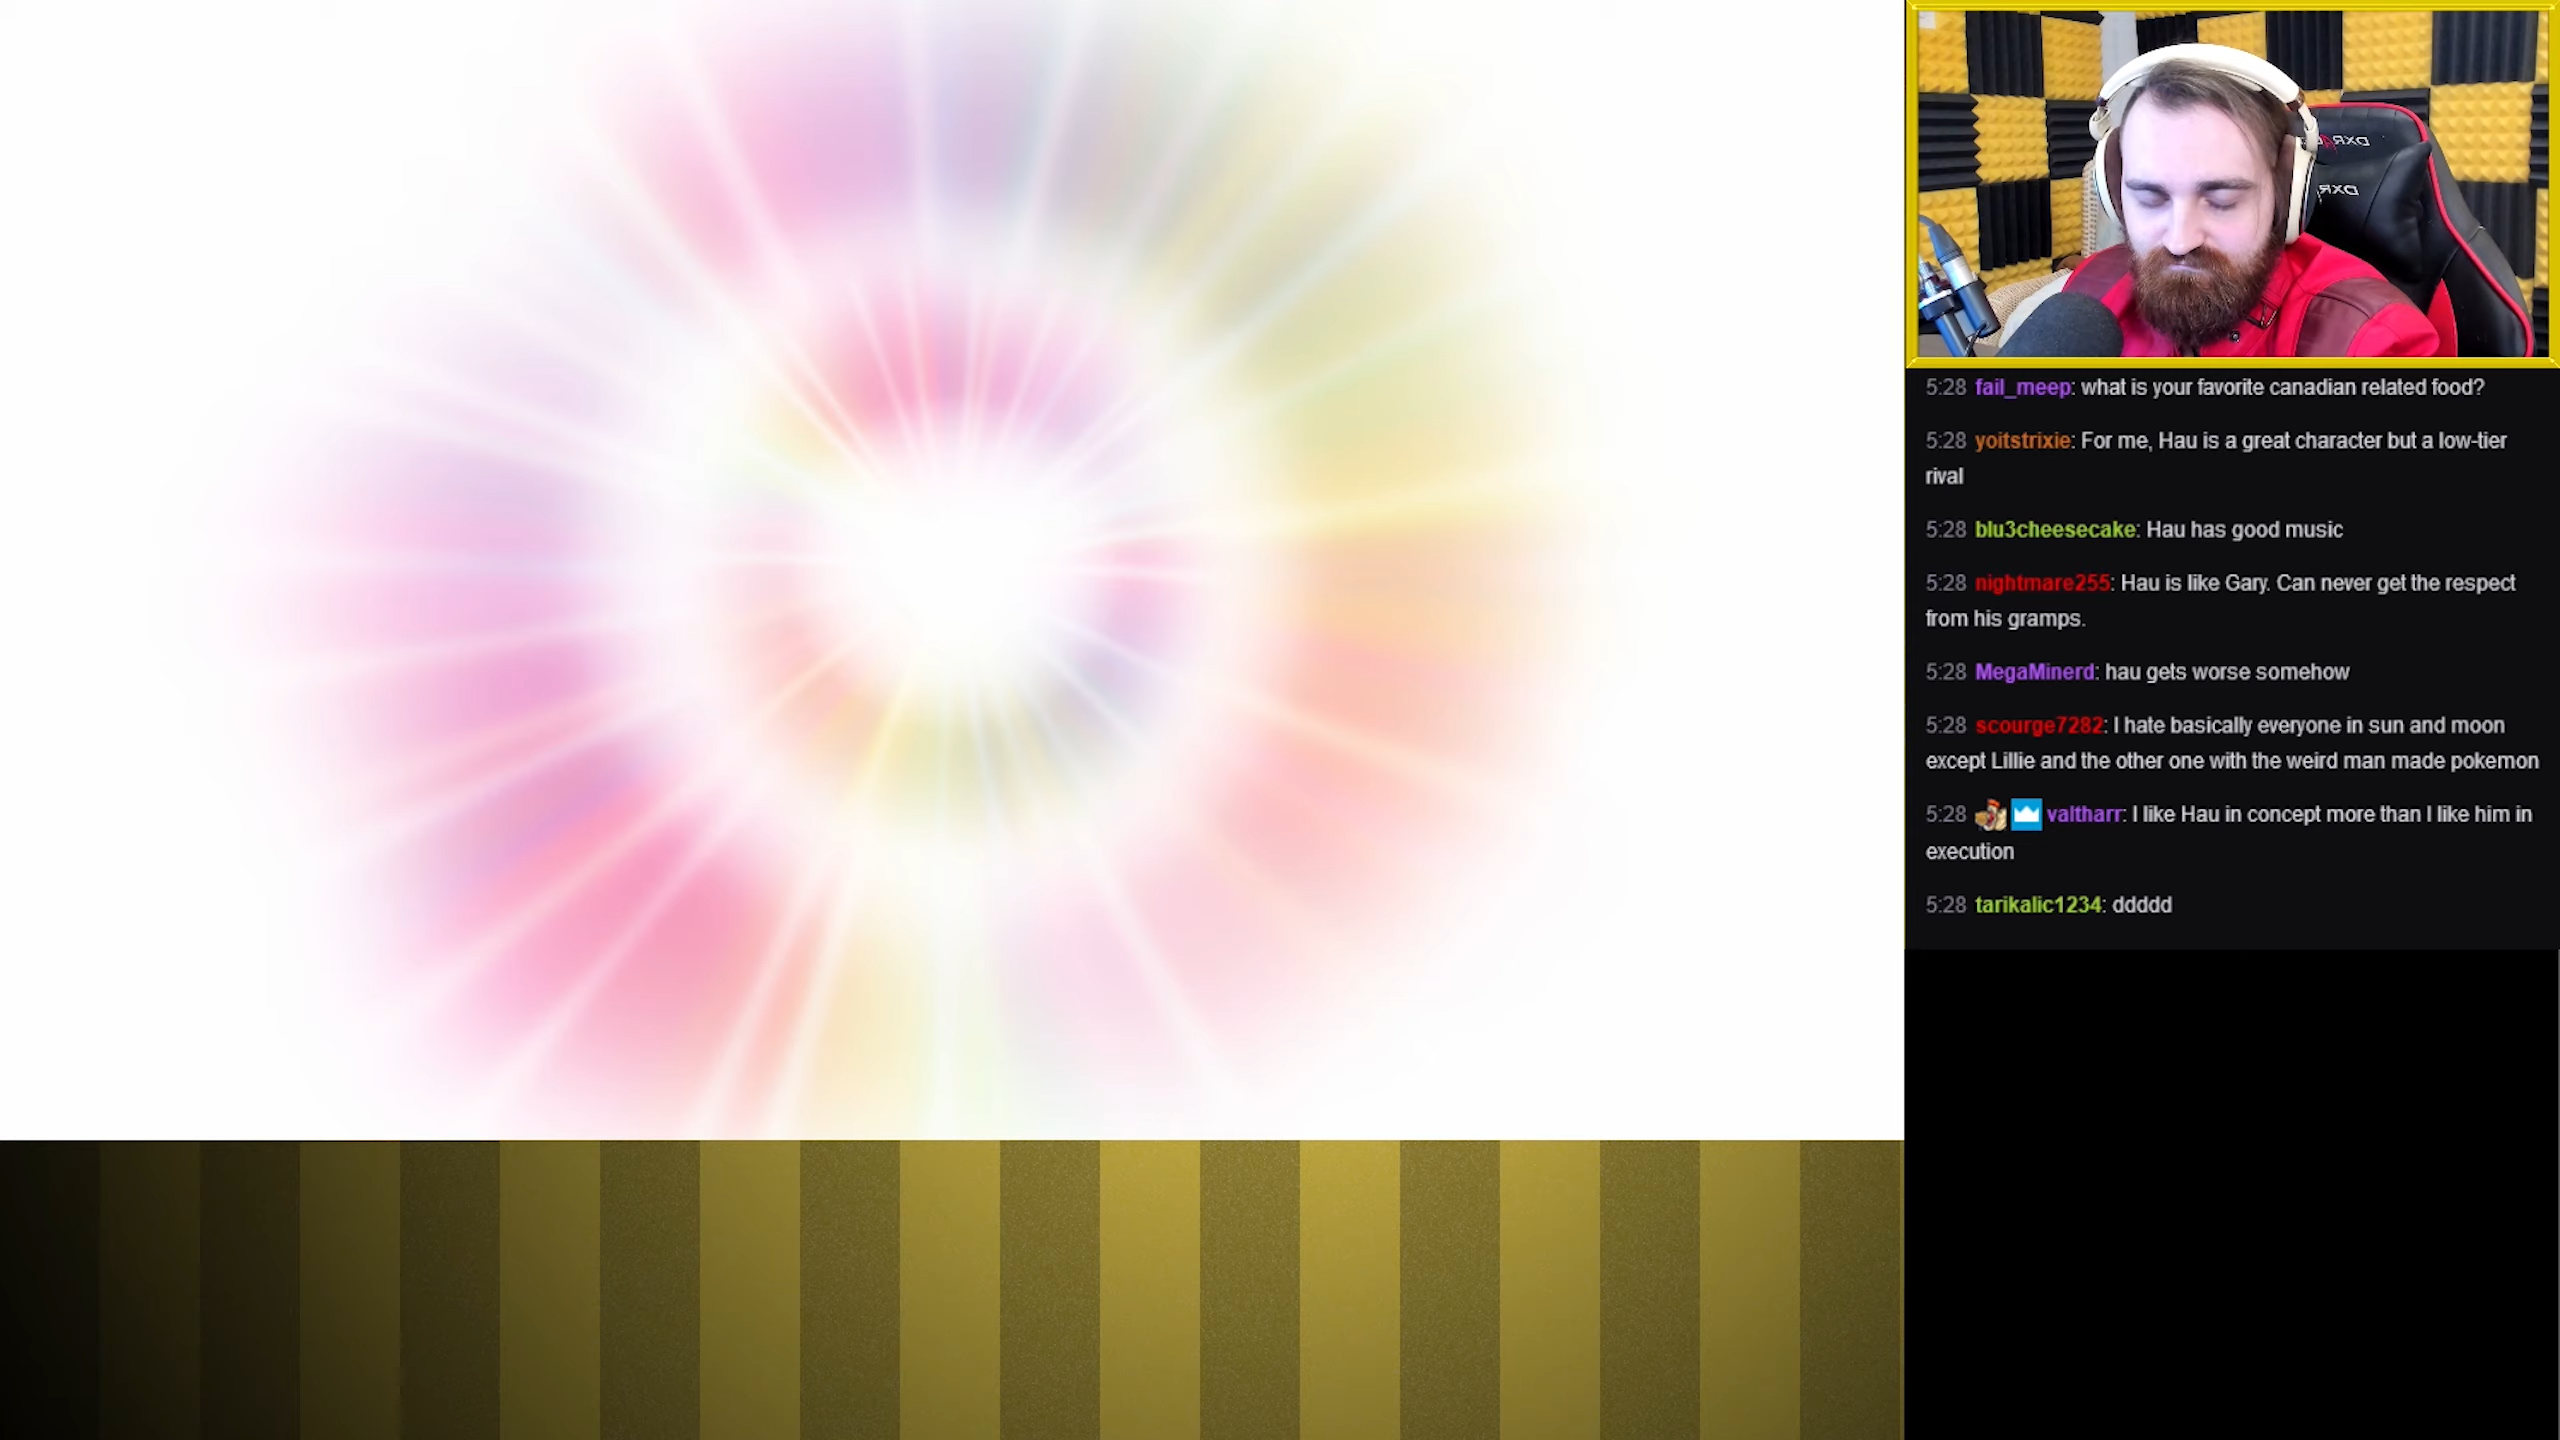 5:28 fail_meep: what is your favorite canadian related food?
5:28 yoitstrixie: For me, Hau is a great character but a low-tier
rival
5:28 blu3cheesecake: Hau has good music
5:28 nightmare255: Hau is like Gary. Can never get the respect
from his gramps.
5:28 MegaMinerd: hau gets worse somehow
5:28 scourge7282: I hate basically everyone in sun and moon
except Lillie and the other one with the weird man made pokemon
5:28 valtharr: I like Hau in concept more than I like him in
execution
5:28 tarikalic1234: ddddd